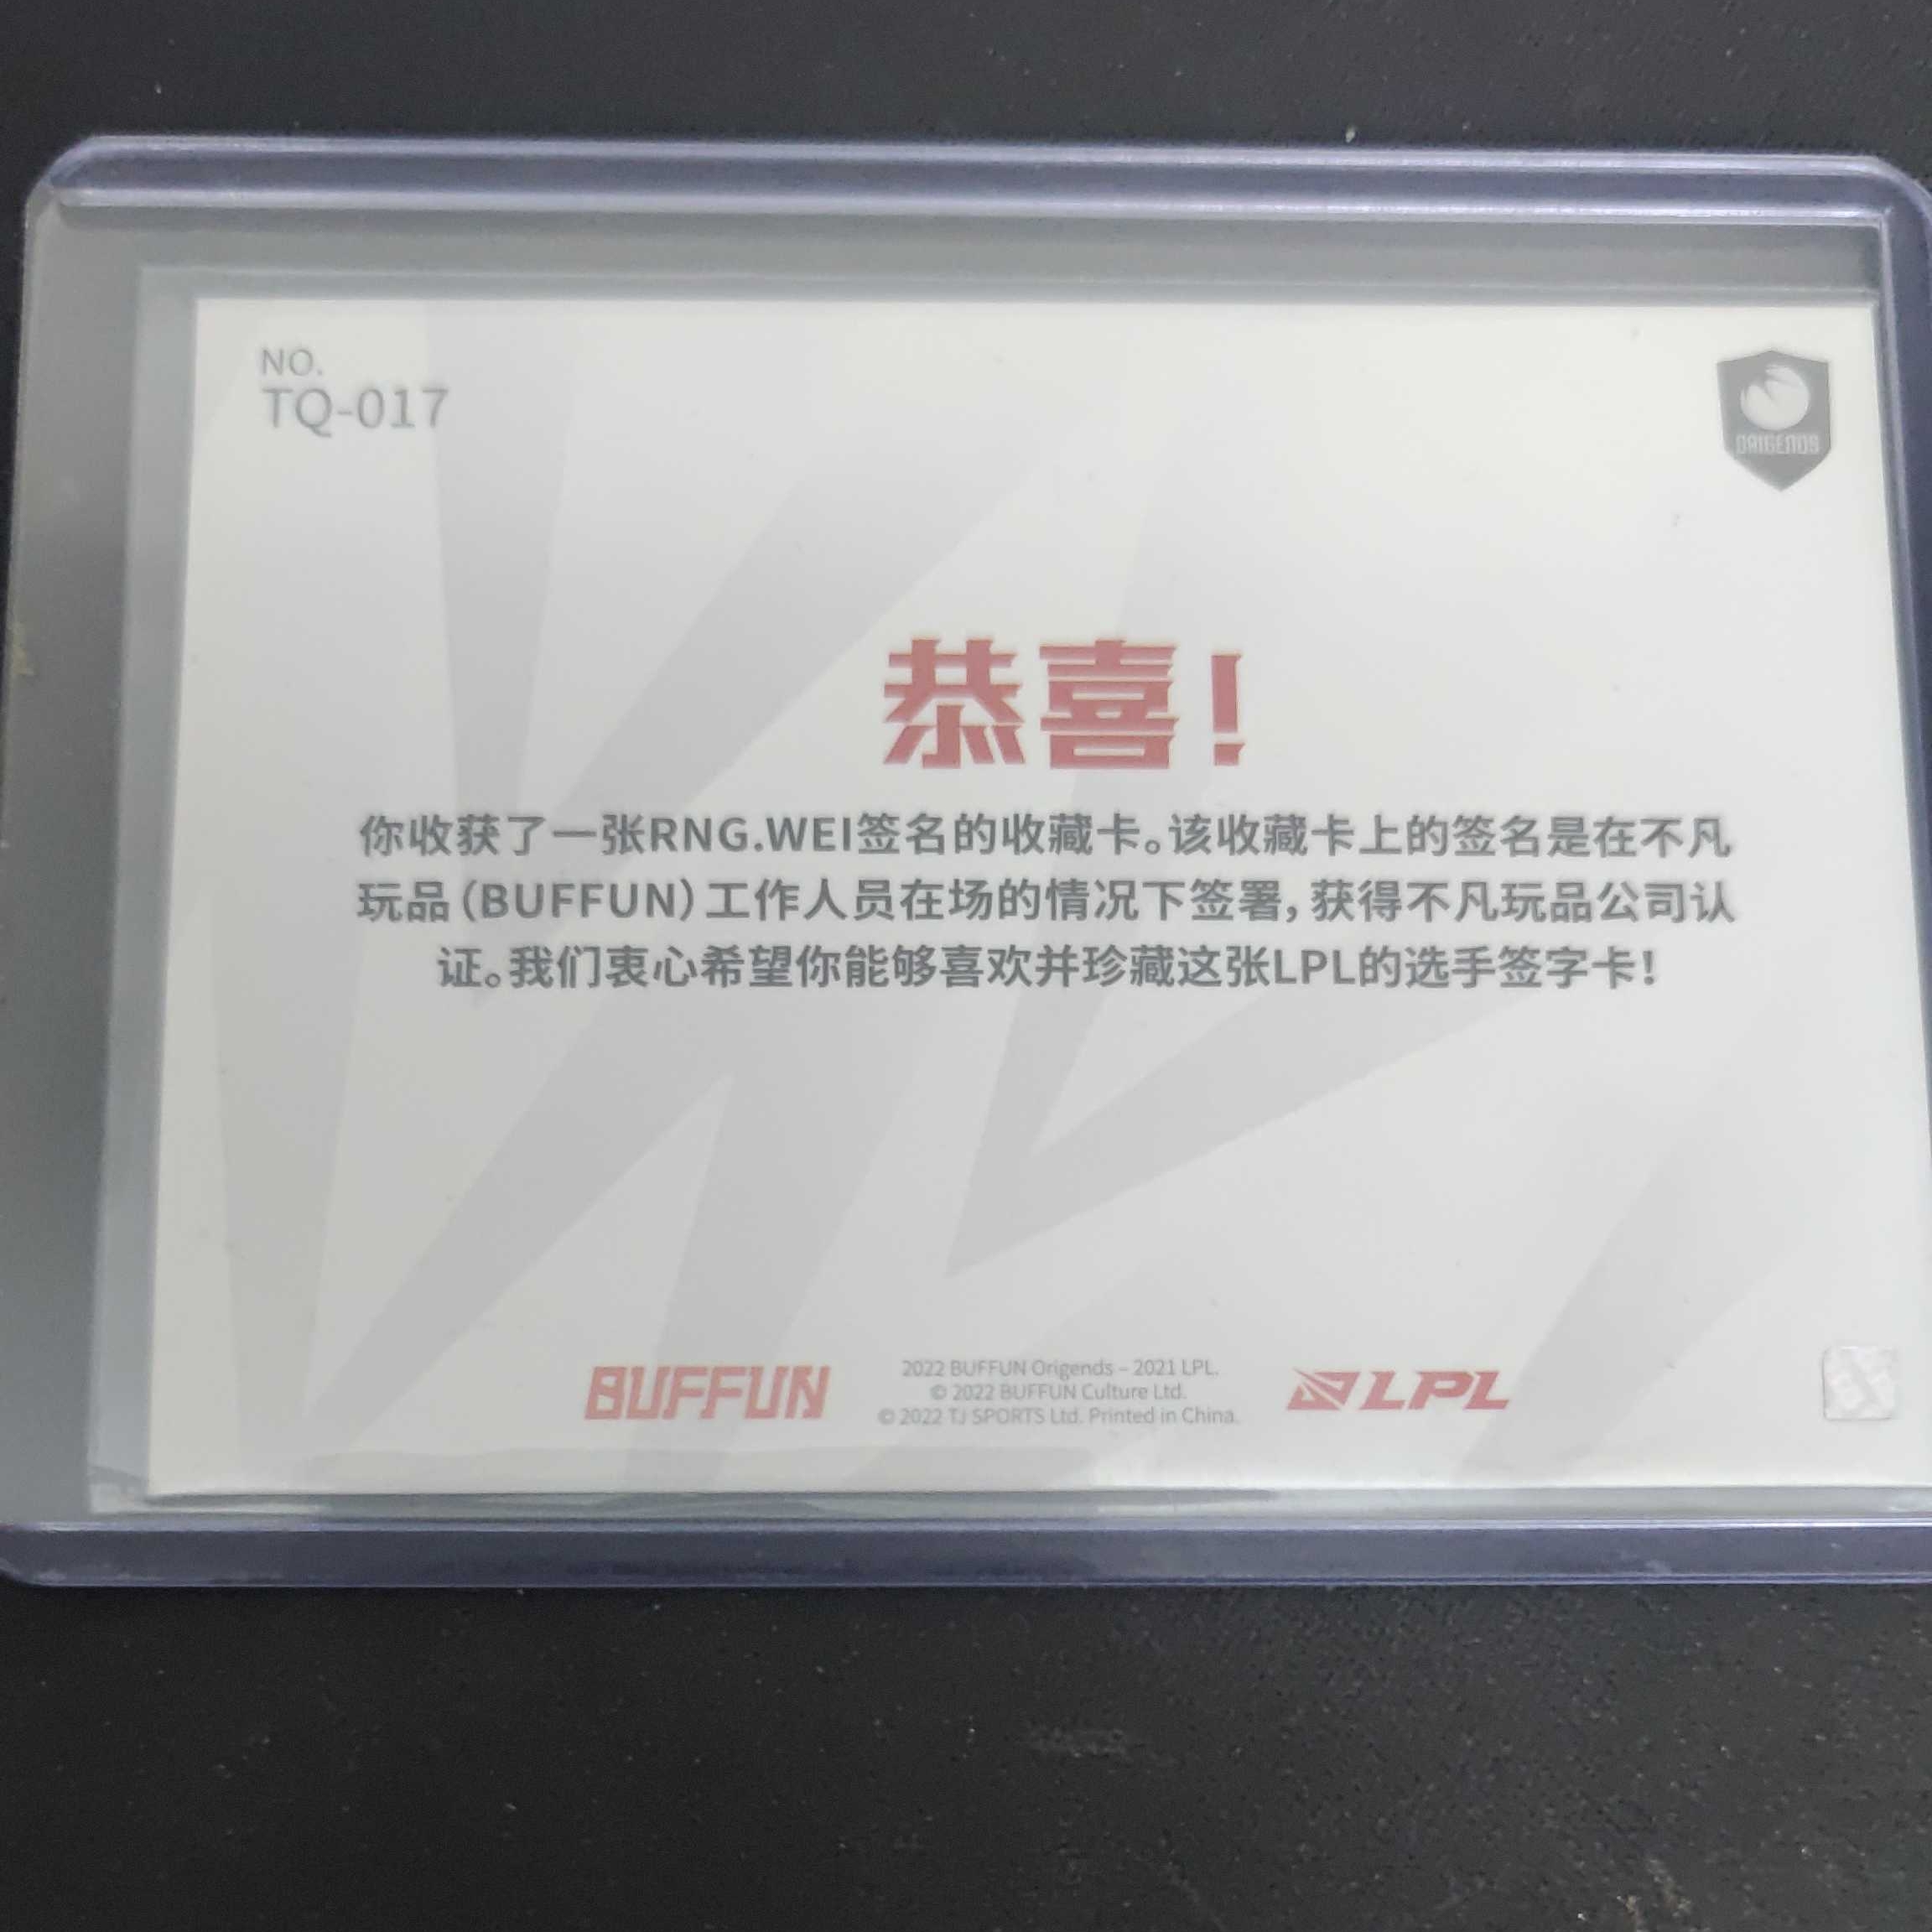 NO.
TQ-017
ORIGENDS
恭喜！
你收获了一张RNG.WEI签名的收藏卡。该收藏卡上的签名是在不凡
玩品（BUFFUN）工作人员在场的情况下签署，获得不凡玩品公司认
证。我们衷心希望你能够喜欢并珍藏这张LPL的选手签字卡！
BUFFUN
2022 BUFFUN Origends – 2021 LPL.
© 2022 BUFFUN Culture Ltd.
© 2022 TJ SPORTS Ltd. Printed in China.
LPL